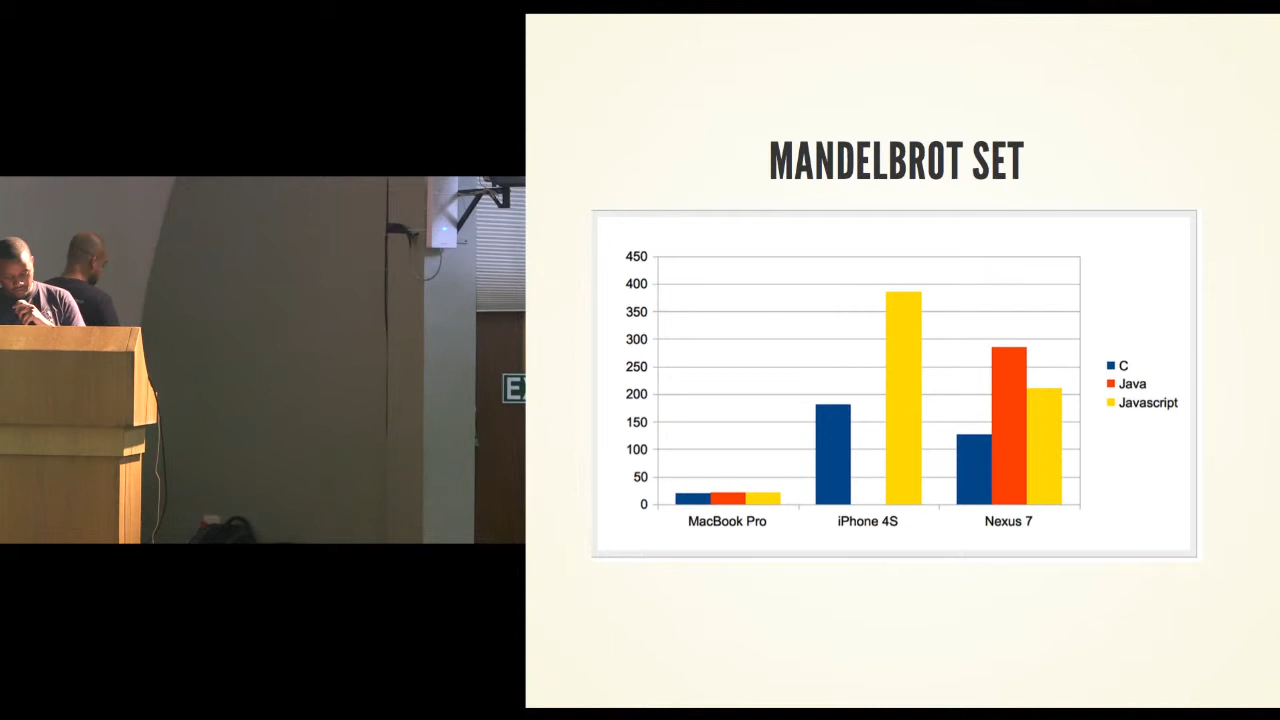 MANDELBROT SET
450
400
350
300
250
200
150
100
50
0
MacBook Pro
iPhone 4S
Nexus 7
C
Java
Javascript